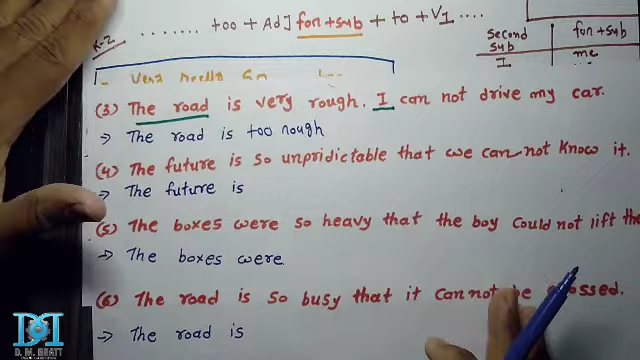 K-2 ....... too + Adj for+sub + to + V1 ....
Second sub | for+sub
I | me
(3) The road is very rough. I can not drive my car.
→ The road is too rough
(4) The future is so unpridictable that we can not know it.
→ The future is
(5) The boxes were so heavy that the boy could not lift the
→ The boxes were
(6) The road is so busy that it can not be crossed.
→ The road is
D. M. BHATT